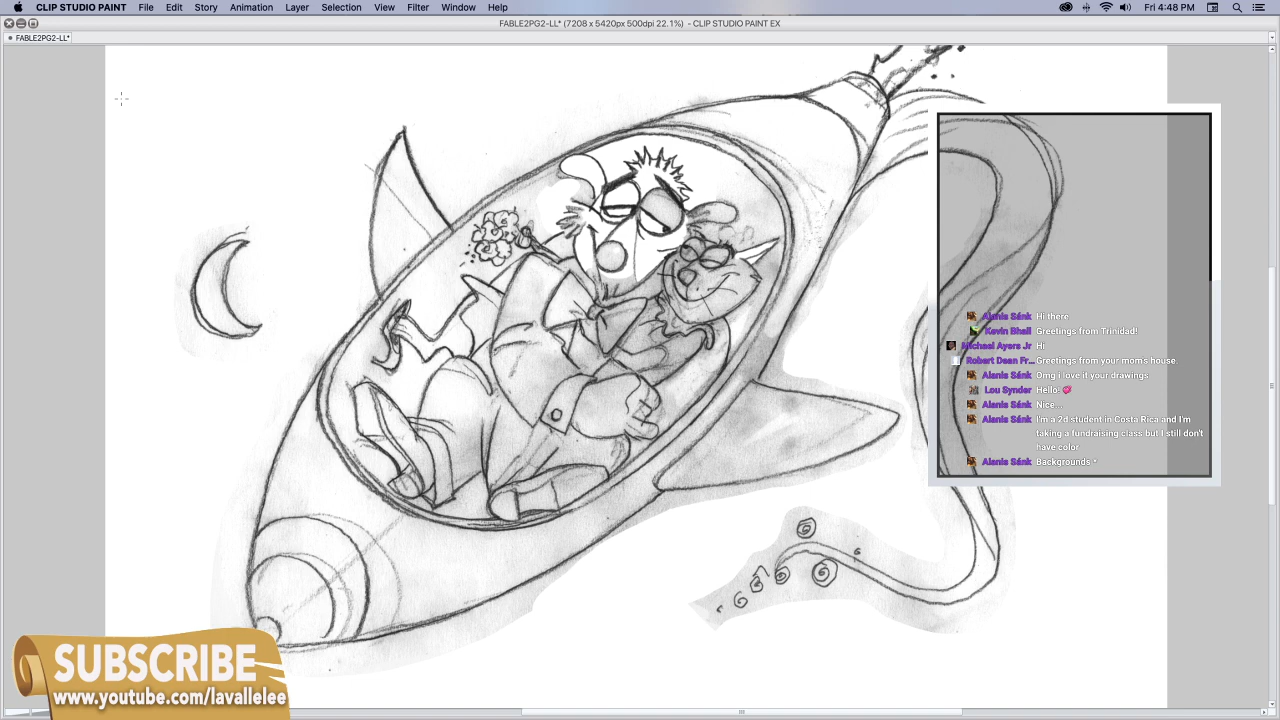 CLIP STUDIO PAINT File Edit Story Animation Layer Selection View Filter Window Help Fri 4:48 PM
FABLE2PG2-LL* (7208 x 5420px 500dpi 22.1%) - CLIP STUDIO PAINT EX
FABLE2PG2-LL*
Alanis Sánk Hi there
Kevin Bhall Greetings from Trinidad!
Michael Ayers Jr Hi
Robert Dean Fr... Greetings from your mom's house.
Alanis Sánk Omg i love it your drawings
Lou Synder Hello
Alanis Sánk Nice...
Alanis Sánk I'm a 2d student in Costa Rica and I'm
taking a fundraising class but I still don't
have color
Alanis Sánk Backgrounds *
SUBSCRIBE
www.youtube.com/lavallelee